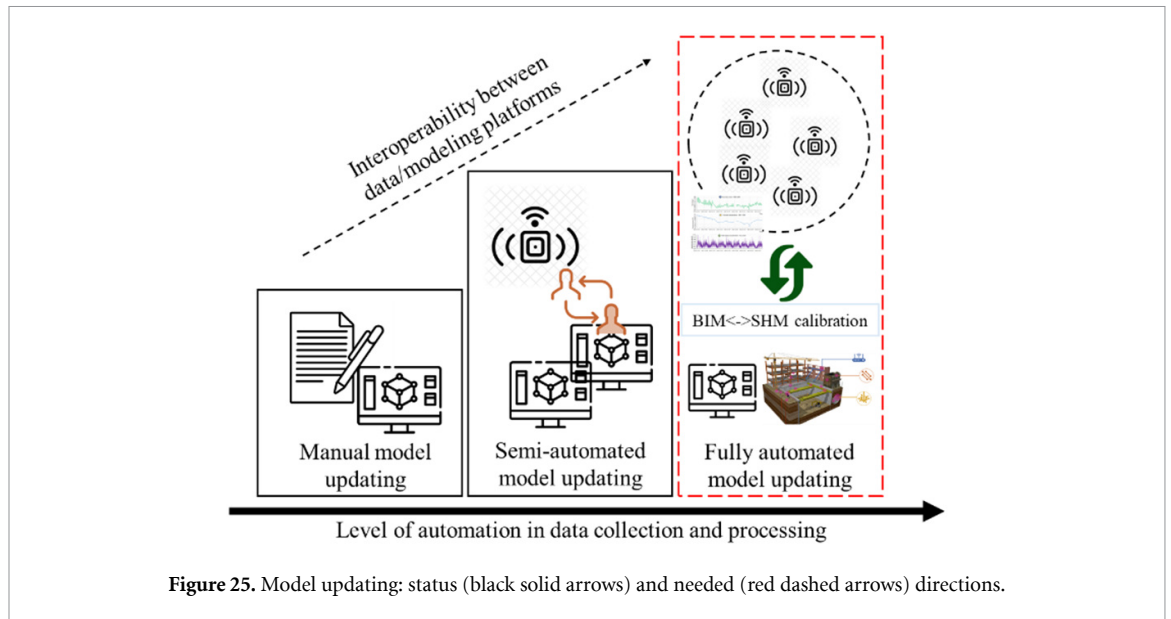 Interoperability between
data/modeling platforms
BIM<->SHM calibration
Manual model
updating
Semi-automated
model updating
Fully automated
model updating
Level of automation in data collection and processing
Figure 25. Model updating: status (black solid arrows) and needed (red dashed arrows) directions.